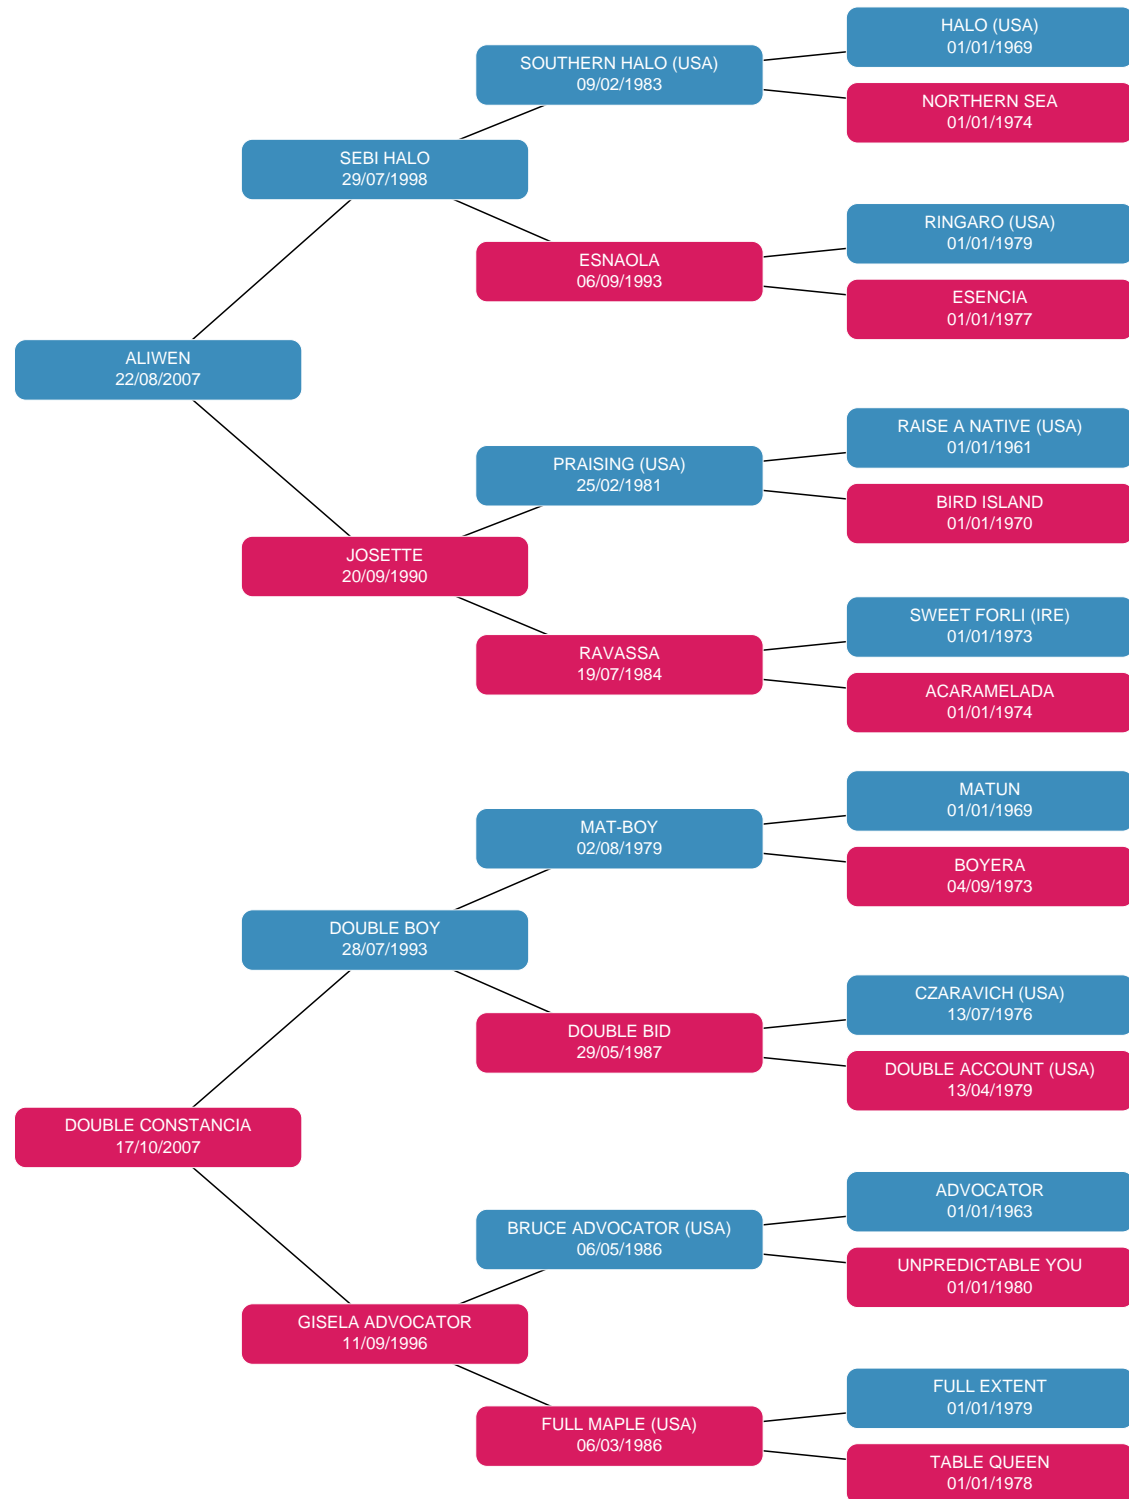 HALO (USA)
01/01/1969
SOUTHERN HALO (USA)
09/02/1983
NORTHERN SEA
01/01/1974
SEBI HALO
29/07/1998
RINGARO (USA)
01/01/1979
ESNAOLA
06/09/1993
ESENCIA
01/01/1977
ALIWEN
22/08/2007
RAISE A NATIVE (USA)
01/01/1961
PRAISING (USA)
25/02/1981
BIRD ISLAND
01/01/1970
JOSETTE
20/09/1990
SWEET FORLI (IRE)
01/01/1973
RAVASSA
19/07/1984
ACARAMELADA
01/01/1974
MATUN
01/01/1969
MAT-BOY
02/08/1979
BOYERA
04/09/1973
DOUBLE BOY
28/07/1993
CZARAVICH (USA)
13/07/1976
DOUBLE BID
29/05/1987
DOUBLE ACCOUNT (USA)
13/04/1979
DOUBLE CONSTANCIA
17/10/2007
ADVOCATOR
01/01/1963
BRUCE ADVOCATOR (USA)
06/05/1986
UNPREDICTABLE YOU
01/01/1980
GISELA ADVOCATOR
11/09/1996
FULL EXTENT
01/01/1979
FULL MAPLE (USA)
06/03/1986
TABLE QUEEN
01/01/1978